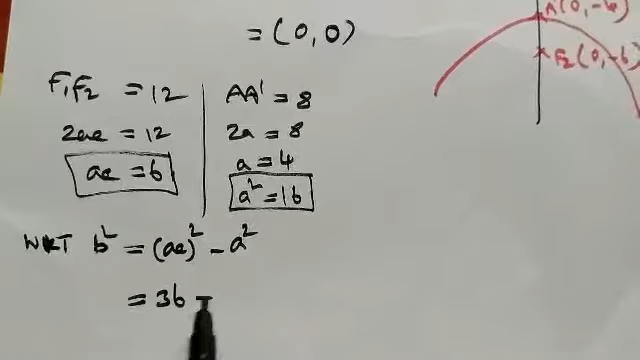 = (0, 0)
A(0, -4)
F2(0, -6)
F1F2 = 12
2ae = 12
ae = 6
AA' = 8
2a = 8
a = 4
a² = 16
WKT b² = (ae)² - a²
= 36 -